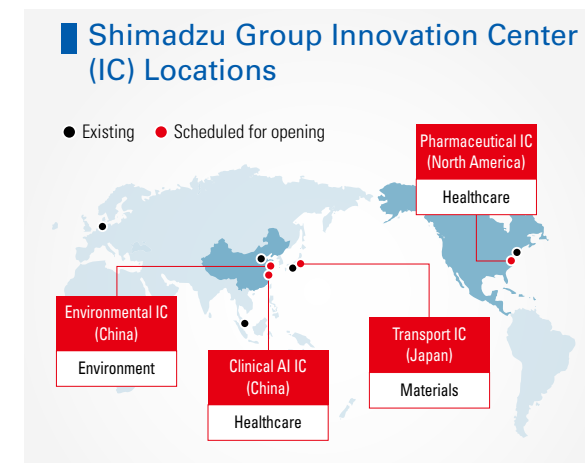 Shimadzu Group Innovation Center
(IC) Locations
Existing
Scheduled for opening
Pharmaceutical IC
(North America)
Healthcare
Environmental IC
(China)
Environment
Clinical AI IC
(China)
Healthcare
Transport IC
(Japan)
Materials